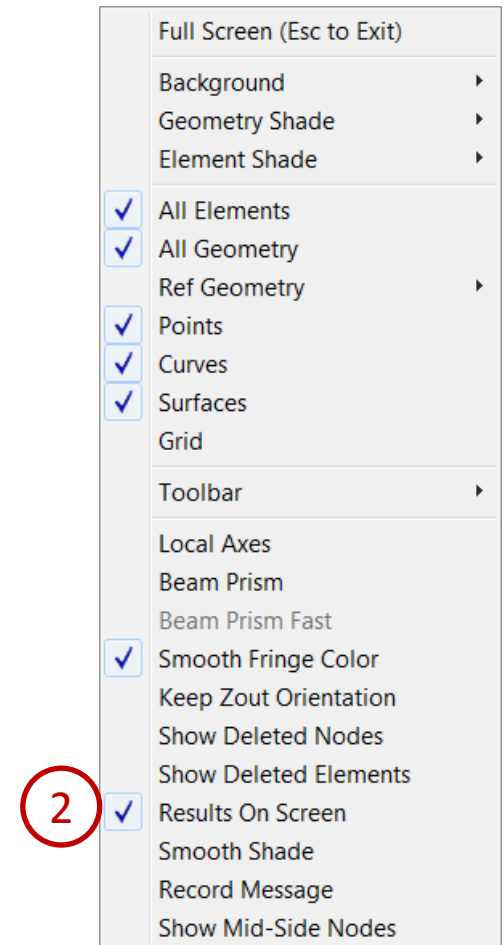 Full Screen (Esc to Exit)
Background
Geometry Shade
Element Shade
All Elements
All Geometry
Ref Geometry
Points
Curves
Surfaces
Grid
Toolbar
Local Axes
Beam Prism
Beam Prism Fast
Smooth Fringe Color
Keep Zout Orientation
Show Deleted Nodes
Show Deleted Elements
2 Results On Screen
Smooth Shade
Record Message
Show Mid-Side Nodes